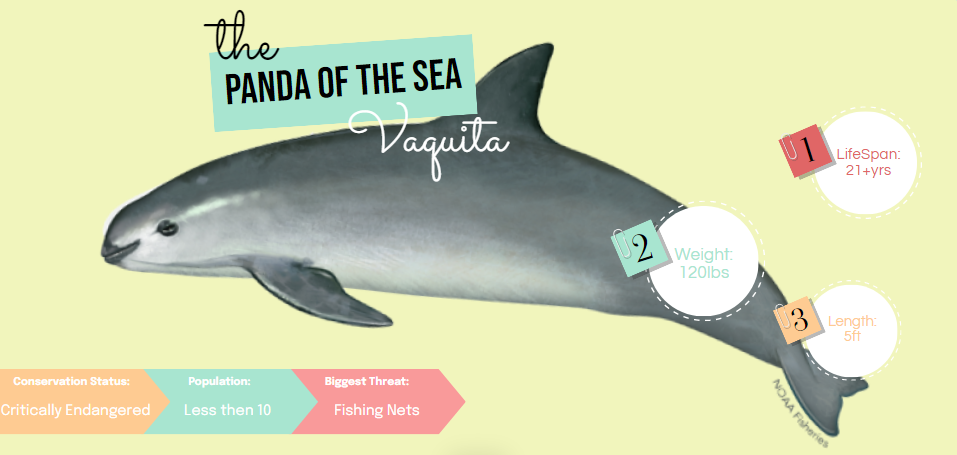 the
PANDA OF THE SEA
Vaquita
1
LifeSpan:
21+yrs
2
Weight:
120lbs
3
Length:
5ft
Conservation Status:
Critically Endangered
Population:
Less then 10
Biggest Threat:
Fishing Nets
NOAA Fisheries